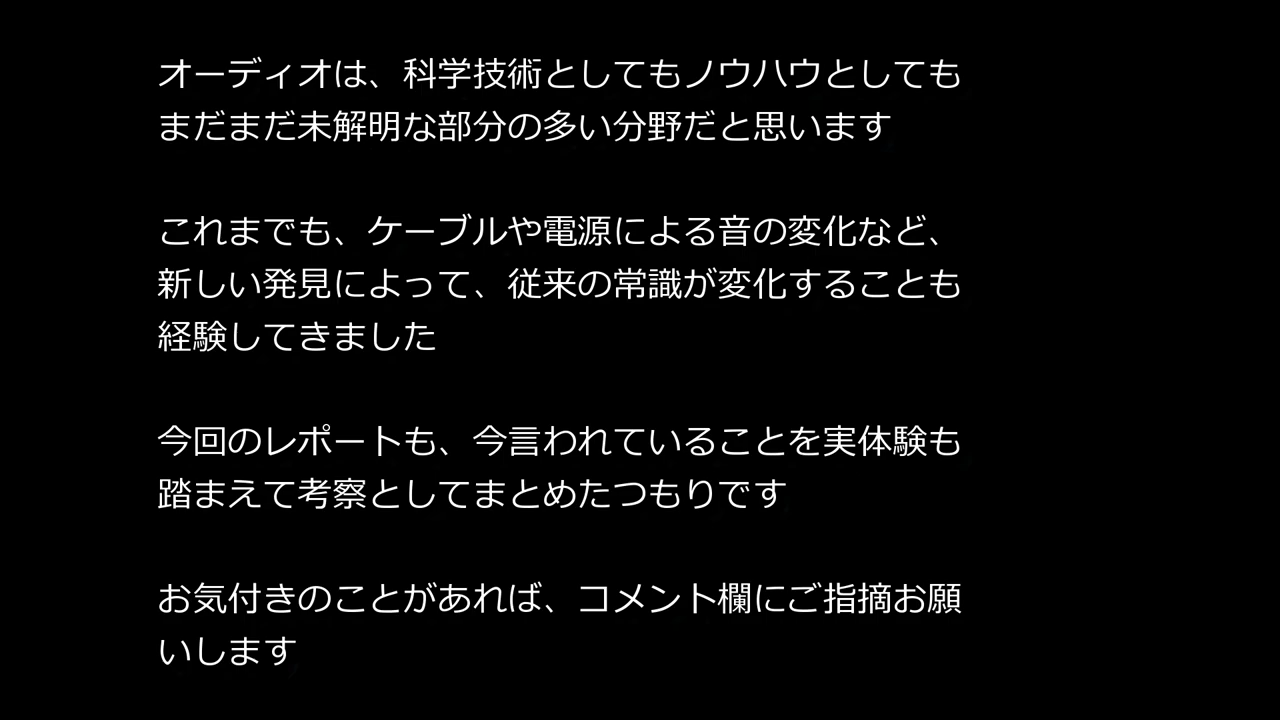 オーディオは、科学技術としてもノウハウとしても
まだまだ未解明な部分の多い分野だと思います
これまでも、ケーブルや電源による音の変化など、
新しい発見によって、従来の常識が変化することも
経験してきました
今回のレポートも、今言われていることを実体験も
踏まえて考察としてまとめたつもりです
お気付きのことがあれば、コメント欄にご指摘お願
いします